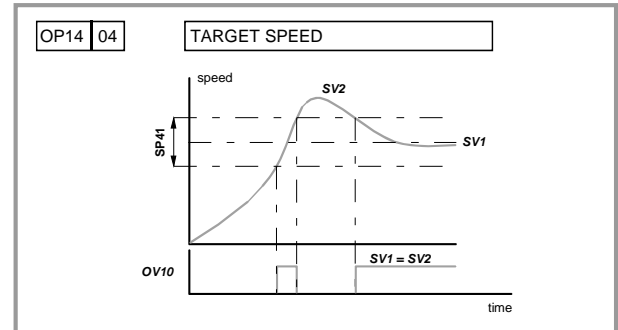 OP14 04 TARGET SPEED
speed
SV2
SP41
SV1
OV10
SV1 = SV2
time